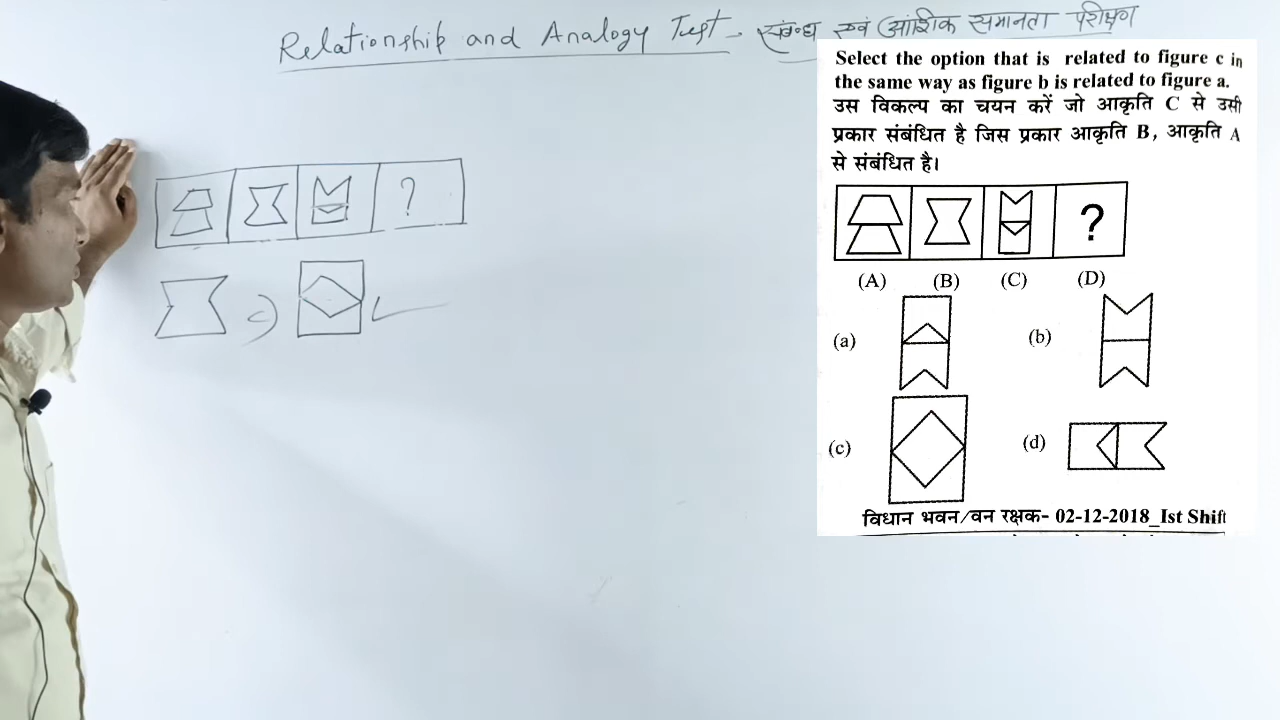 Relationship and Analogy Test - संबन्ध एवं आंशिक समानता परीक्षण
Select the option that is related to figure c in
the same way as figure b is related to figure a.
उस विकल्प का चयन करें जो आकृति C से उसी
प्रकार संबंधित है जिस प्रकार आकृति B, आकृति A
से संबंधित है।
?
(A) (B) (C) (D)
(a)
(b)
(c)
(d)
विधान भवन/वन रक्षक- 02-12-2018_Ist Shift
?
c)